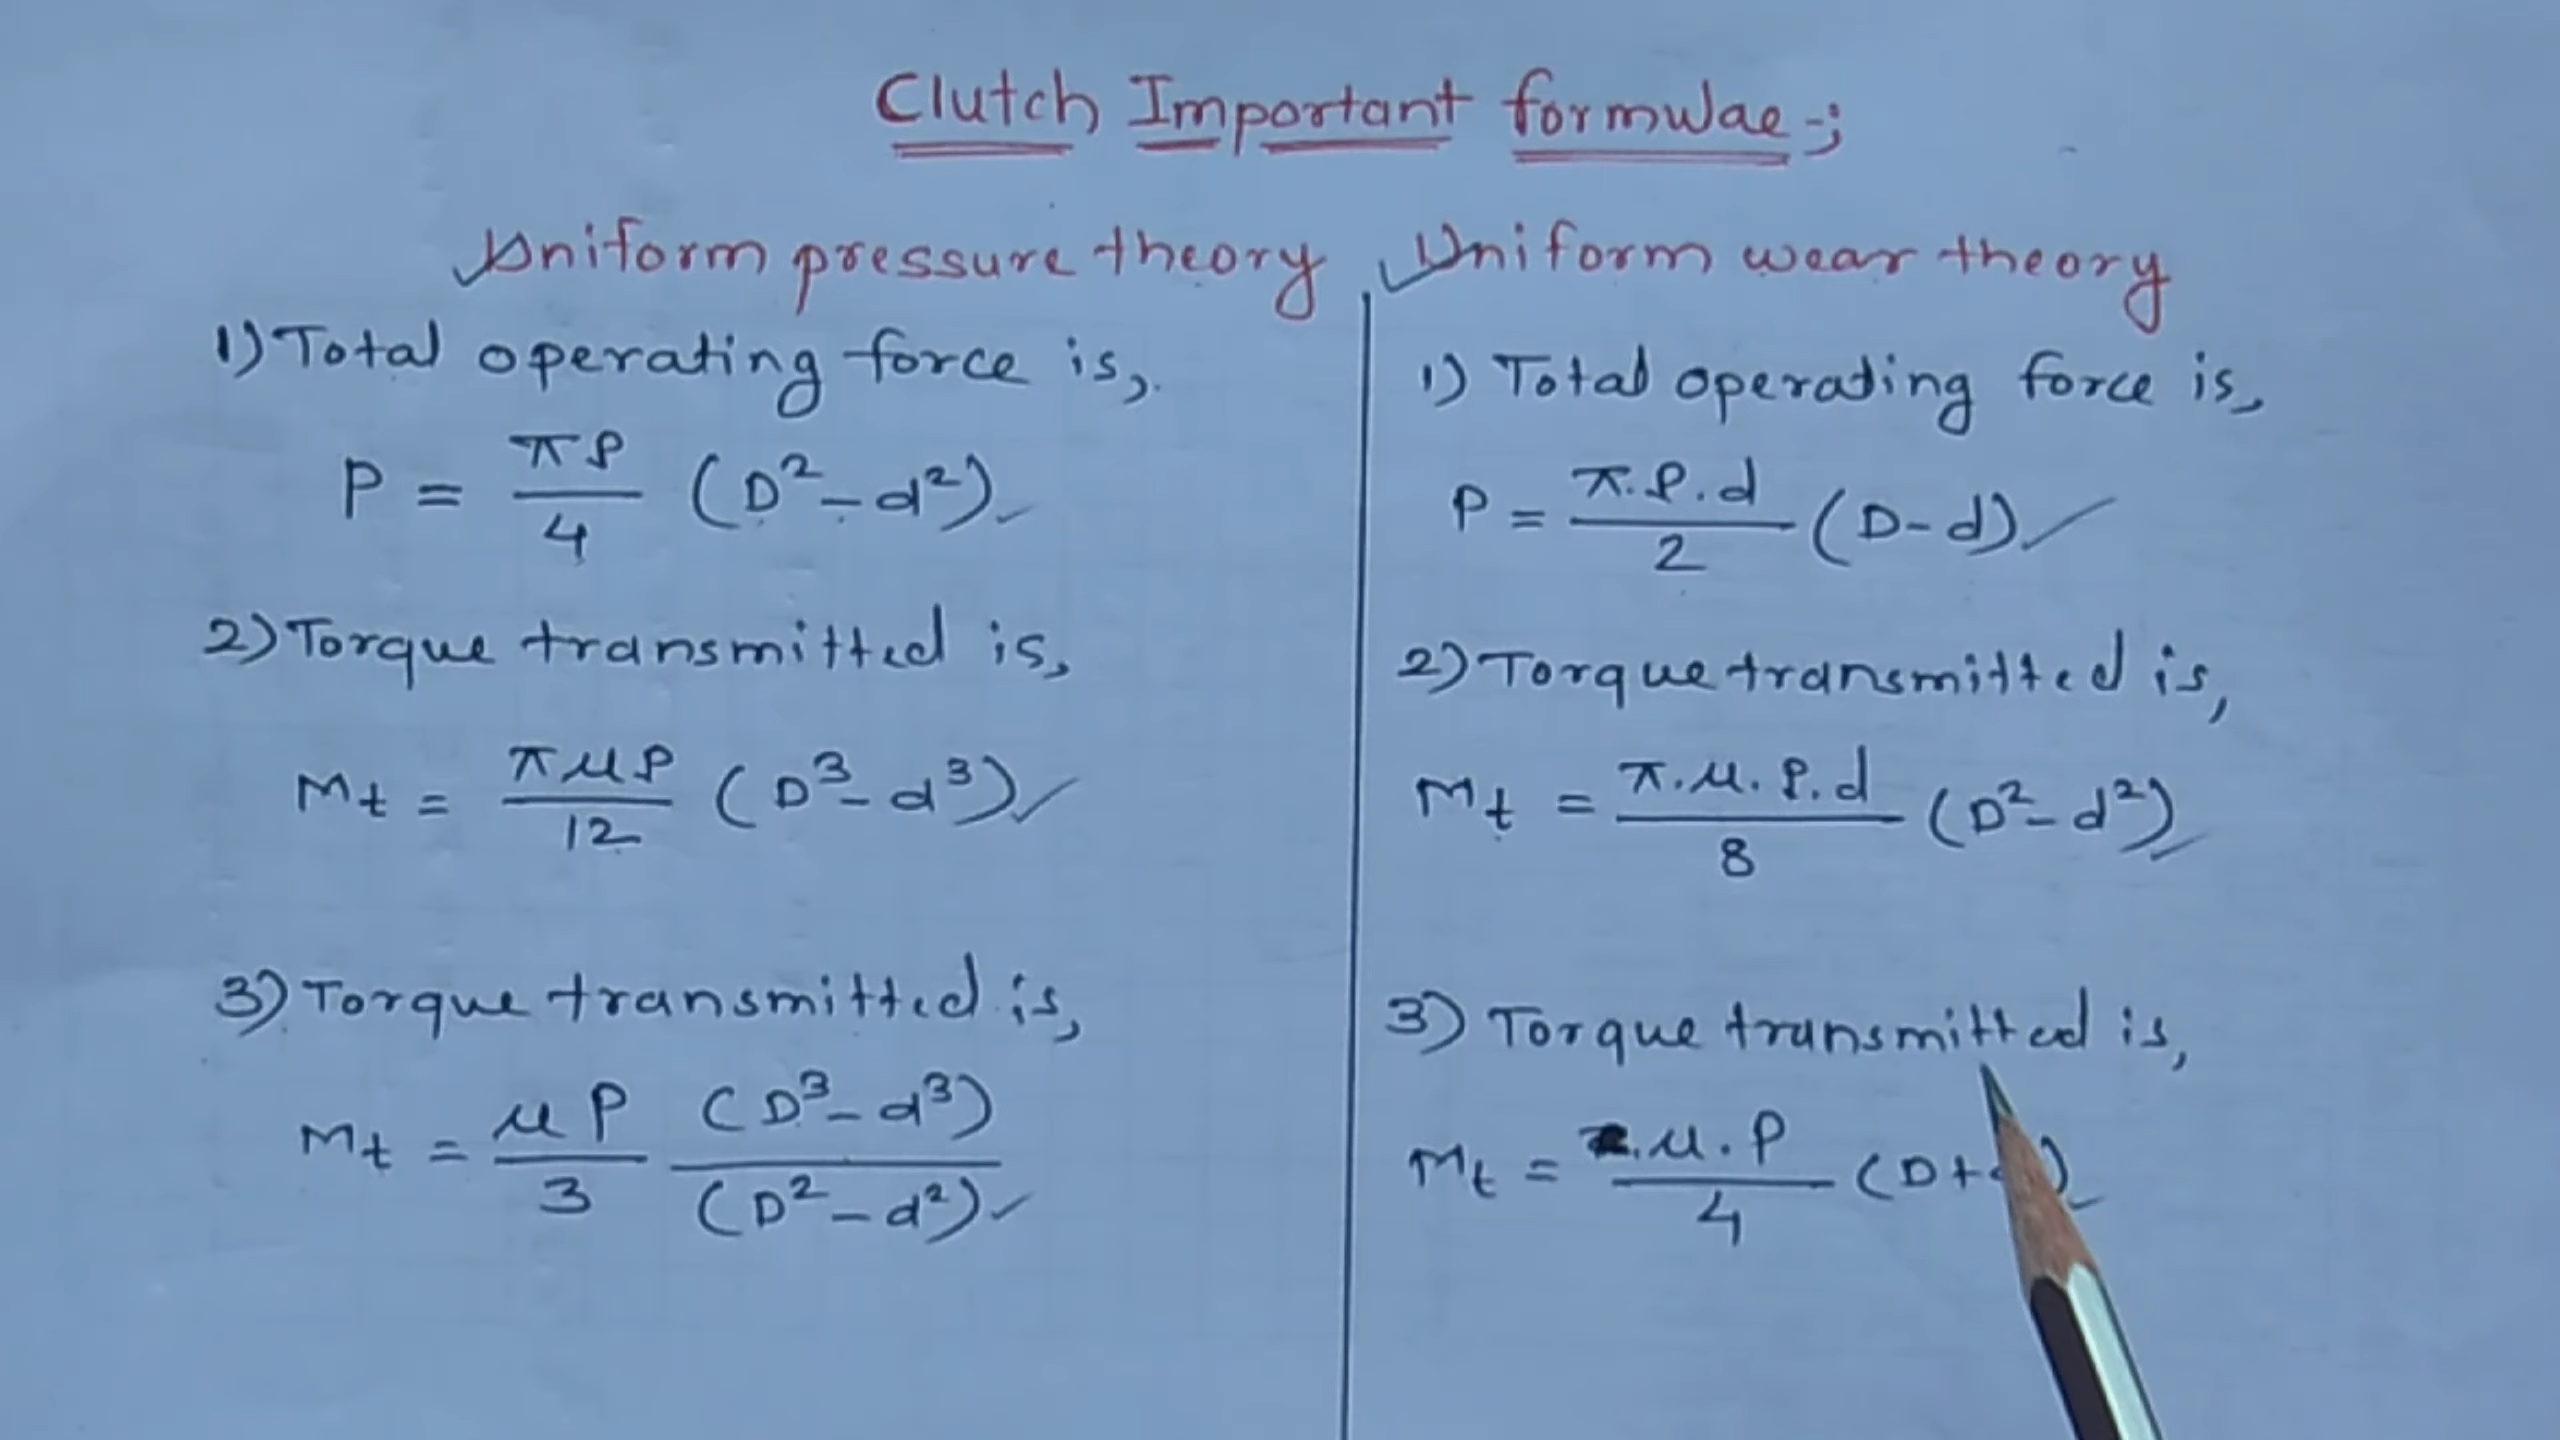 Clutch Important formulae -;
Uniform pressure theory
1) Total operating force is,
P = πp/4 (D² - d²)
2) Torque transmitted is,
Mt = πμp/12 (D³ - d³)
3) Torque transmitted is,
Mt = μP/3 (D³ - d³)/(D² - d²)
Uniform wear theory
1) Total operating force is,
P = π.p.d/2 (D - d)
2) Torque transmitted is,
Mt = π.μ.p.d/8 (D² - d²)
3) Torque transmitted is,
Mt = .μ.P/4 (D + )